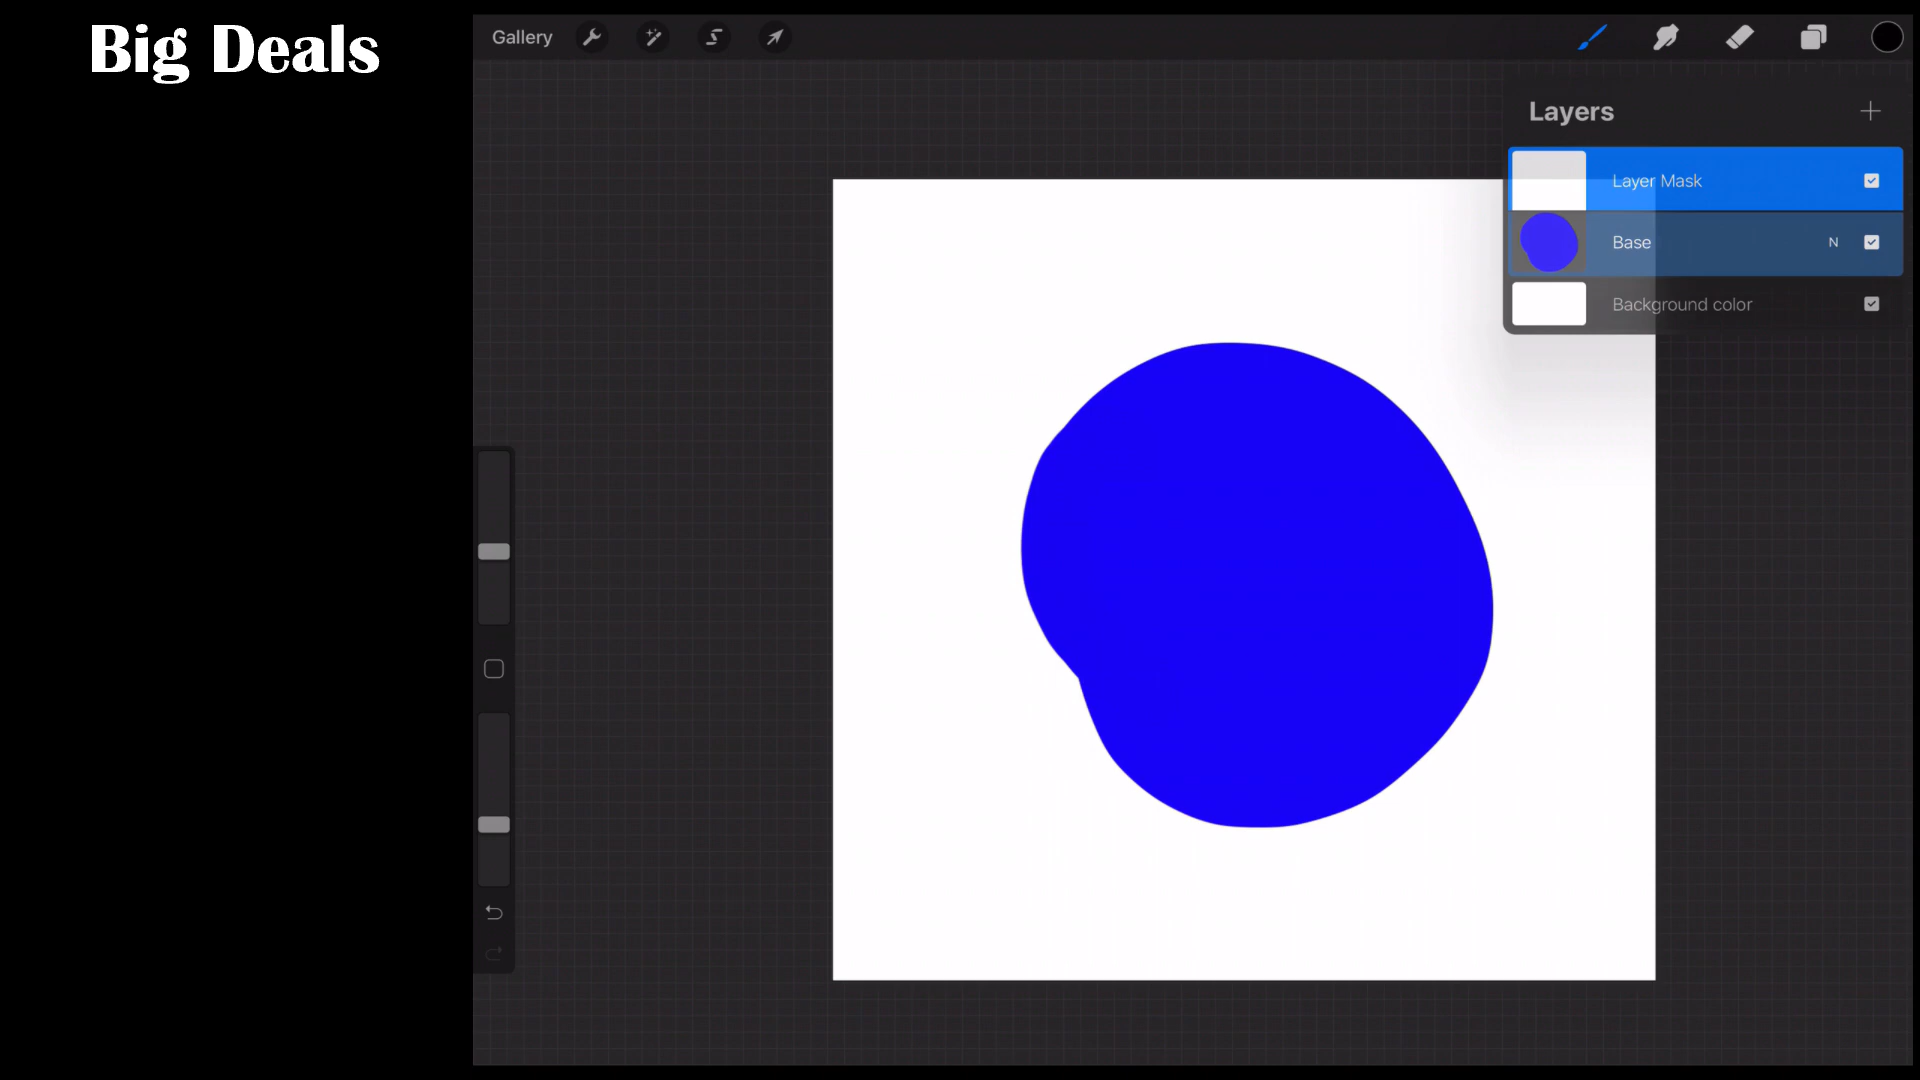 Big Deals
Gallery
Layers
Layer Mask
Base
N
Background color